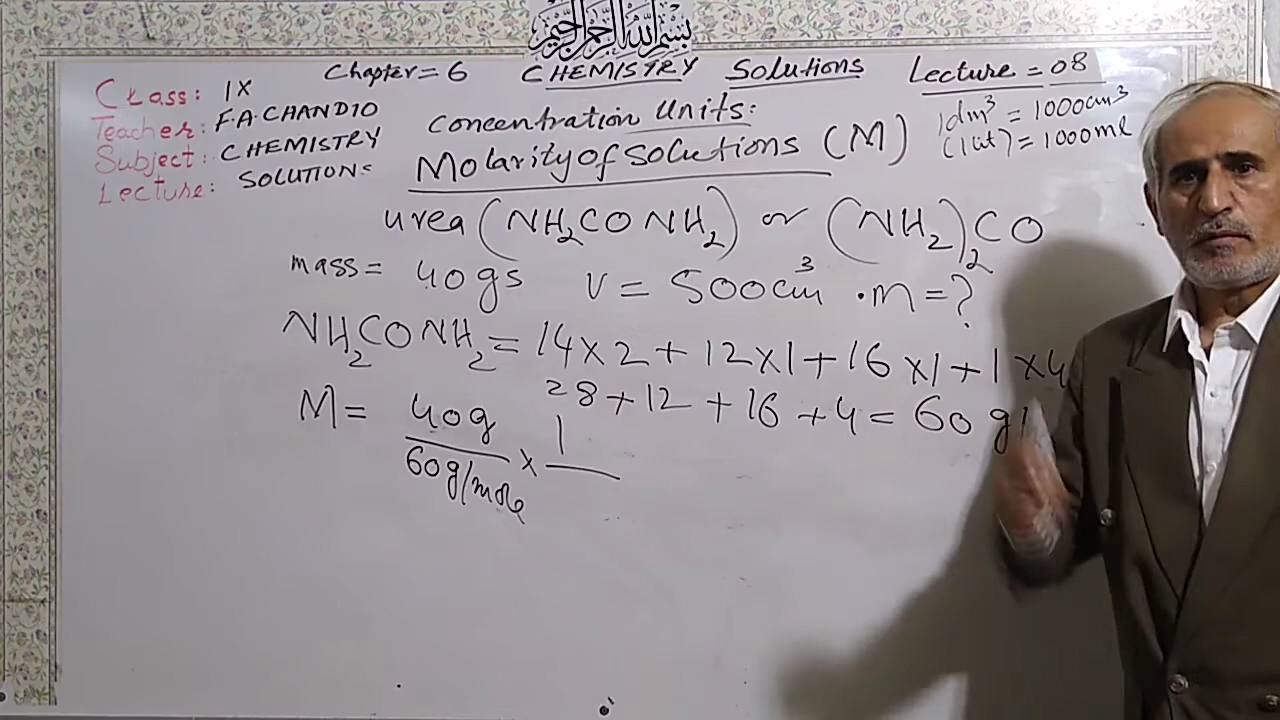 بسم الله الرحمن الرحيم
Chapter = 6 CHEMISTRY Solutions Lecture = 08
Class: IX
Teacher: F.A.CHANDIO
Subject: CHEMISTRY
Lecture: SOLUTION=
Concentration Units:
1dm³ = 1000cm³
(1Lit) = 1000ml
Molarity of Solutions (M)
urea (NH₂CONH₂) or (NH₂)₂CO
mass = 40gs V = 500cm³ . M = ?
NH₂CONH₂ = 14x2 + 12x1 + 16x1 + 1x4
28 + 12 + 16 + 4 = 60 g
M = 40g / 60g/mole x 1 /